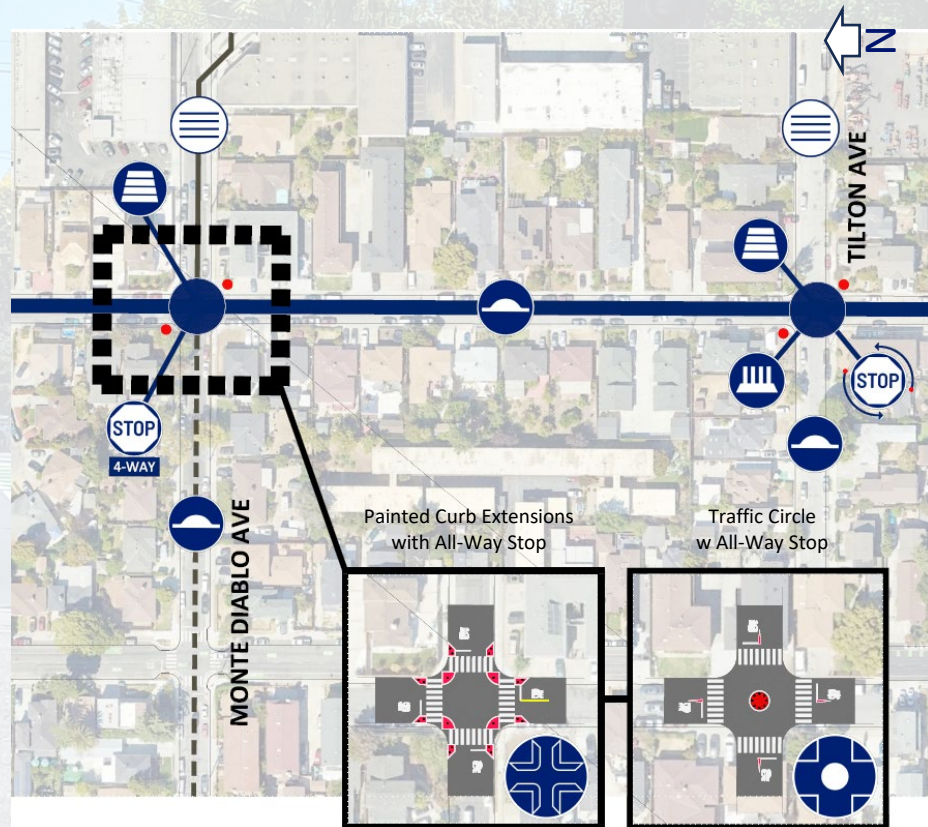 N
TILTON AVE
STOP
4-WAY
STOP
MONTE DIABLO AVE
Painted Curb Extensions
with All-Way Stop
Traffic Circle
w All-Way Stop